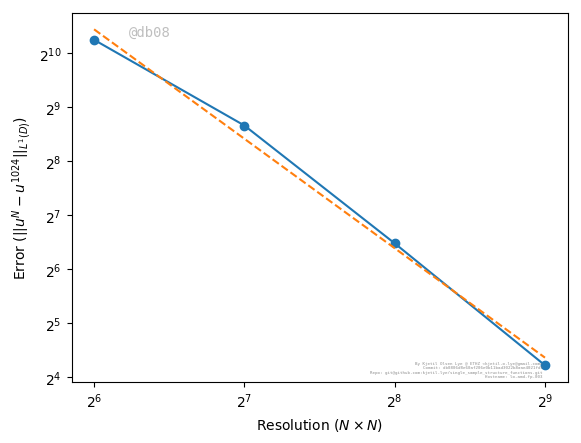 @db08
2^10
2^9
2^8
2^7
2^6
2^5
2^4
Error (||u^N − u^1024||_L^1(D))
2^6 2^7 2^8 2^9
Resolution (N × N)